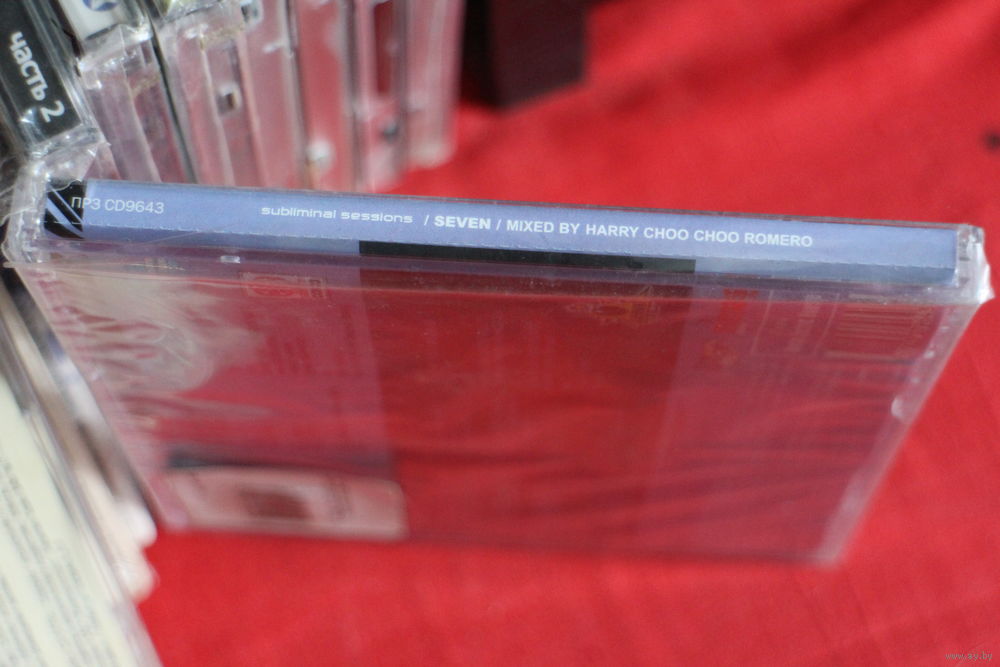 часть 2
ПРЗ CD9643 subliminal sessions / SEVEN / MIXED BY HARRY CHOO CHOO ROMERO
www.ay.by